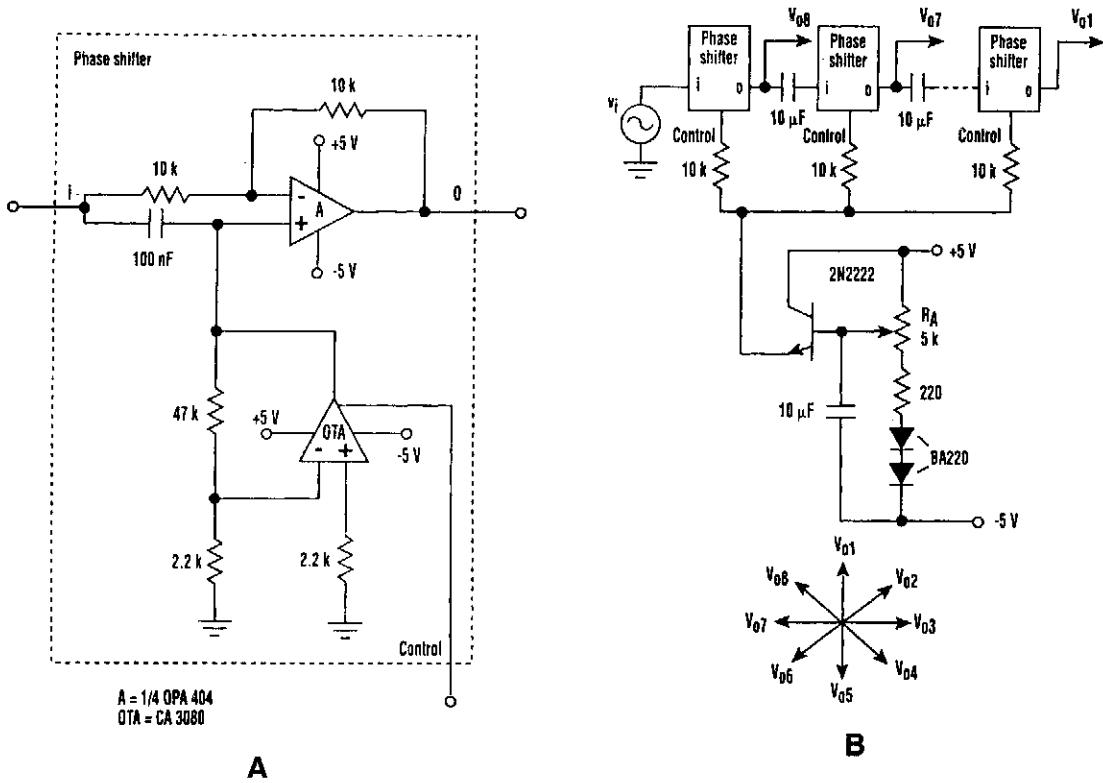 Phase shifter
10 k
+5 V
10 k
i
-
A
+
0
100 nF
-5 V
47 k
+5 V
OTA
-5 V
- +
2.2 k
2.2 k
Control
A = 1/4 OPA 404
OTA = CA 3080
A
Vo8
Vo7
Vo1
Phase shifter
Phase shifter
Phase shifter
i
o
i
o
i
o
vi
10 µF
10 µF
Control
Control
Control
10 k
10 k
10 k
+5 V
2N2222
RA
5 k
220
10 µF
BA220
-5 V
Vo1
Vo8
Vo2
Vo7
Vo3
Vo6
Vo4
Vo5
B